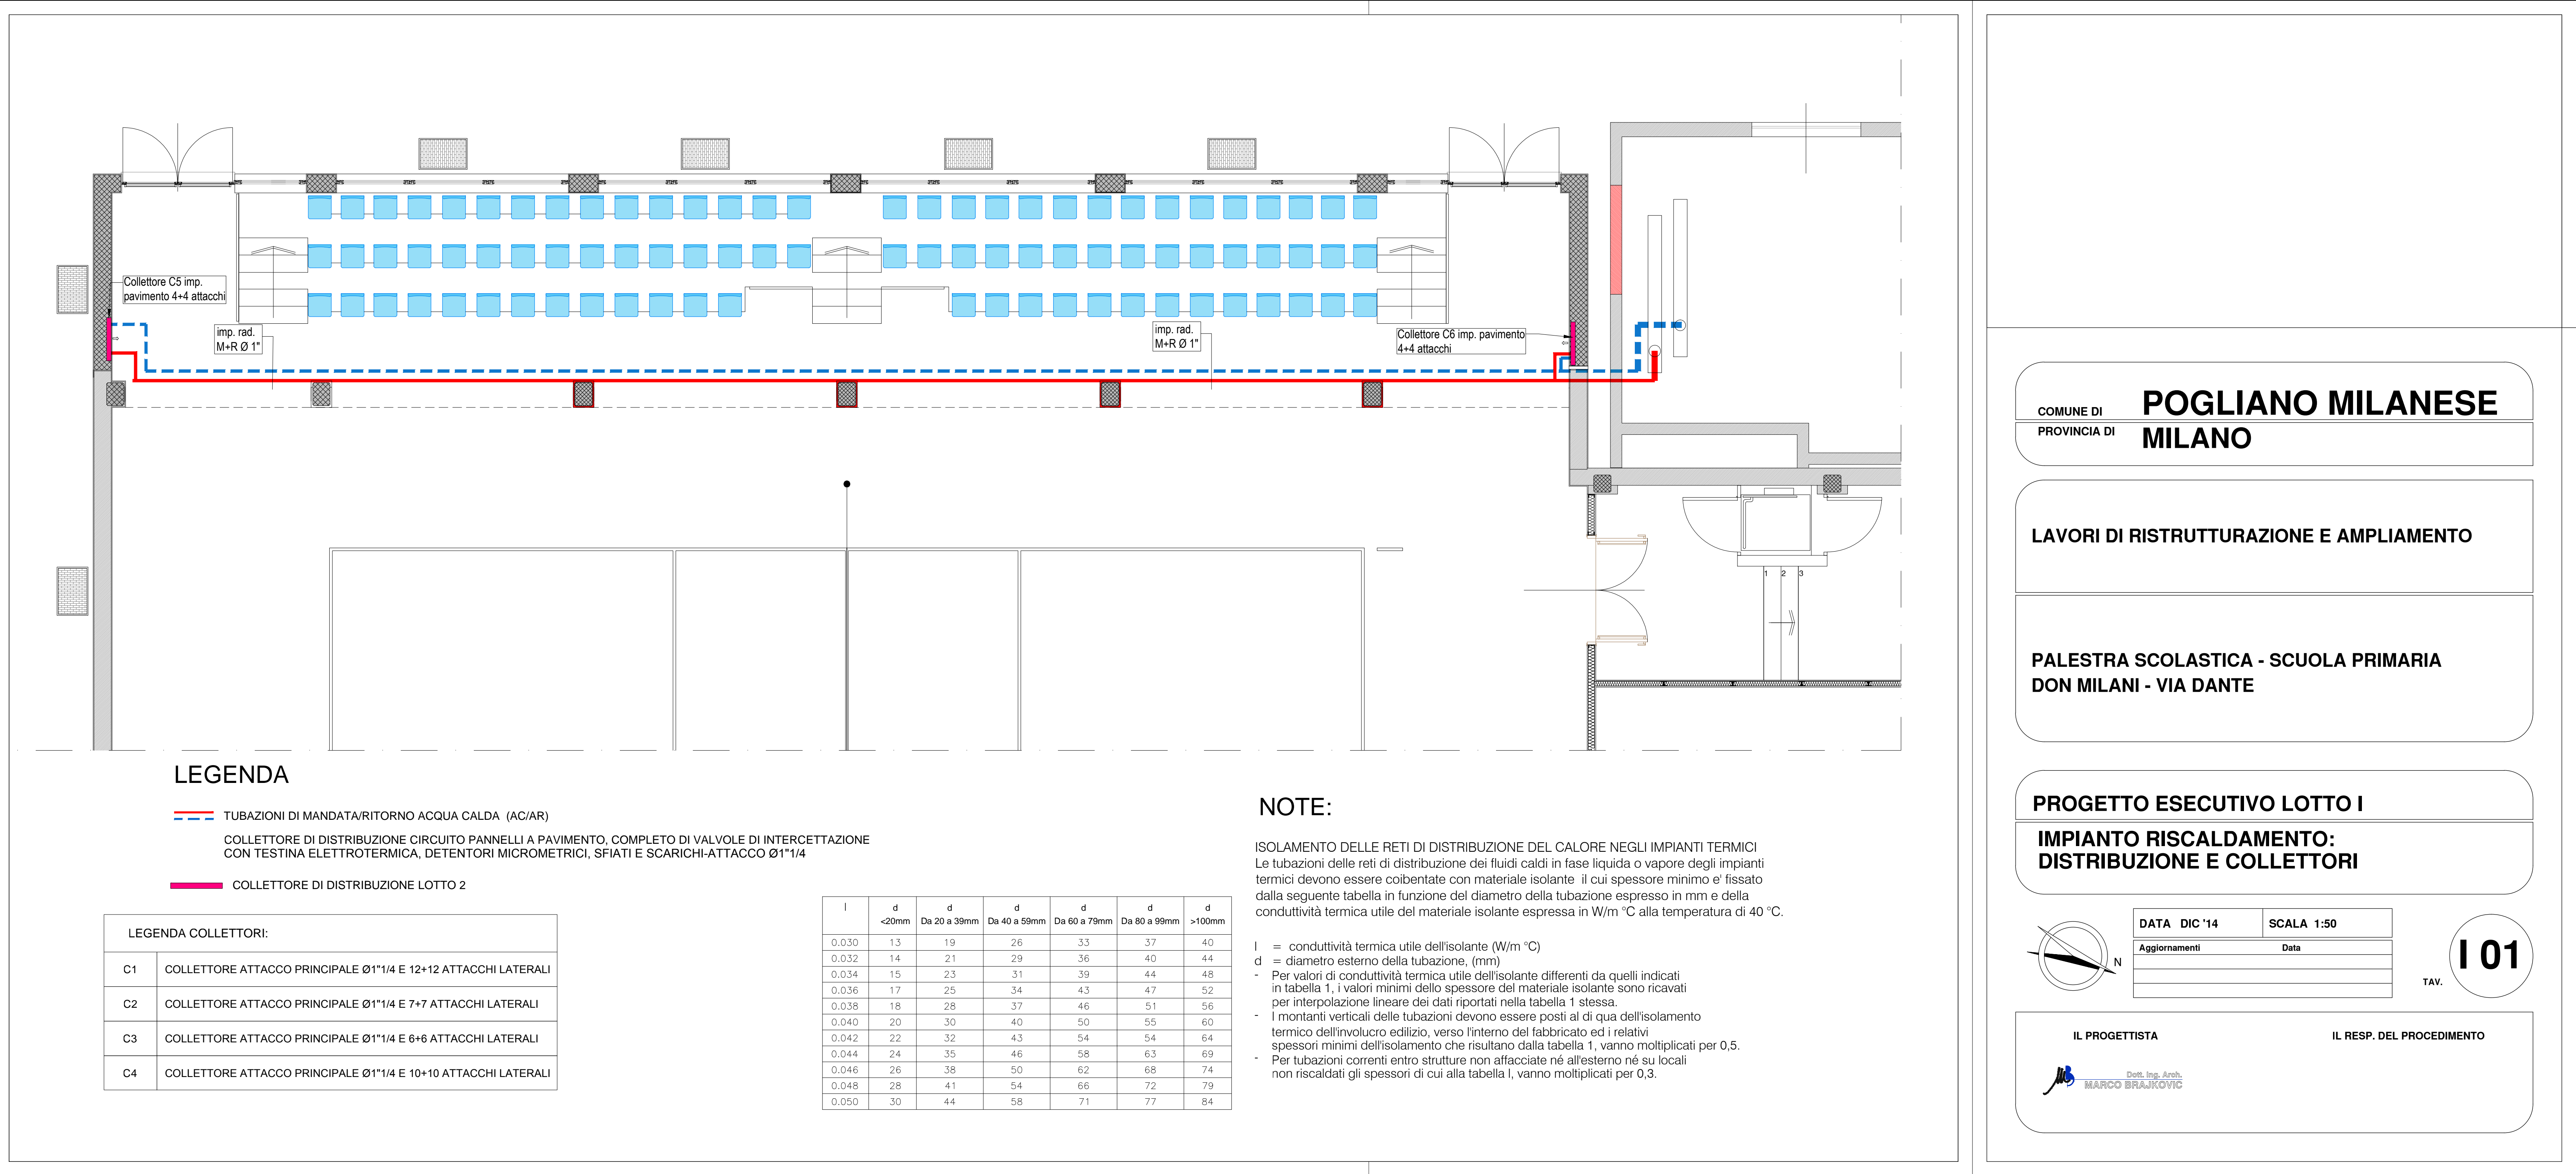 Collettore C5 imp.
pavimento 4+4 attacchi
imp. rad.
M+R Ø 1"
imp. rad.
M+R Ø 1"
Collettore C6 imp. pavimento
4+4 attacchi
1 2 3
LEGENDA
TUBAZIONI DI MANDATA/RITORNO ACQUA CALDA (AC/AR)
COLLETTORE DI DISTRIBUZIONE CIRCUITO PANNELLI A PAVIMENTO, COMPLETO DI VALVOLE DI INTERCETTAZIONE
CON TESTINA ELETTROTERMICA, DETENTORI MICROMETRICI, SFIATI E SCARICHI-ATTACCO Ø1"1/4
COLLETTORE DI DISTRIBUZIONE LOTTO 2
LEGENDA COLLETTORI:
C1 COLLETTORE ATTACCO PRINCIPALE Ø1"1/4 E 12+12 ATTACCHI LATERALI
C2 COLLETTORE ATTACCO PRINCIPALE Ø1"1/4 E 7+7 ATTACCHI LATERALI
C3 COLLETTORE ATTACCO PRINCIPALE Ø1"1/4 E 6+6 ATTACCHI LATERALI
C4 COLLETTORE ATTACCO PRINCIPALE Ø1"1/4 E 10+10 ATTACCHI LATERALI
l d d d d d d
<20mm Da 20 a 39mm Da 40 a 59mm Da 60 a 79mm Da 80 a 99mm >100mm
0.030 13 19 26 33 37 40
0.032 14 21 29 36 40 44
0.034 15 23 31 39 44 48
0.036 17 25 34 43 47 52
0.038 18 28 37 46 51 56
0.040 20 30 40 50 55 60
0.042 22 32 43 54 54 64
0.044 24 35 46 58 63 69
0.046 26 38 50 62 68 74
0.048 28 41 54 66 72 79
0.050 30 44 58 71 77 84
NOTE:
ISOLAMENTO DELLE RETI DI DISTRIBUZIONE DEL CALORE NEGLI IMPIANTI TERMICI
Le tubazioni delle reti di distribuzione dei fluidi caldi in fase liquida o vapore degli impianti
termici devono essere coibentate con materiale isolante il cui spessore minimo e' fissato
dalla seguente tabella in funzione del diametro della tubazione espresso in mm e della
conduttività termica utile del materiale isolante espressa in W/m °C alla temperatura di 40 °C.
l = conduttività termica utile dell'isolante (W/m °C)
d = diametro esterno della tubazione, (mm)
- Per valori di conduttività termica utile dell'isolante differenti da quelli indicati
in tabella 1, i valori minimi dello spessore del materiale isolante sono ricavati
per interpolazione lineare dei dati riportati nella tabella 1 stessa.
- I montanti verticali delle tubazioni devono essere posti al di qua dell'isolamento
termico dell'involucro edilizio, verso l'interno del fabbricato ed i relativi
spessori minimi dell'isolamento che risultano dalla tabella 1, vanno moltiplicati per 0,5.
- Per tubazioni correnti entro strutture non affacciate né all'esterno né su locali
non riscaldati gli spessori di cui alla tabella I, vanno moltiplicati per 0,3.
COMUNE DI POGLIANO MILANESE
PROVINCIA DI MILANO
LAVORI DI RISTRUTTURAZIONE E AMPLIAMENTO
PALESTRA SCOLASTICA - SCUOLA PRIMARIA
DON MILANI - VIA DANTE
PROGETTO ESECUTIVO LOTTO I
IMPIANTO RISCALDAMENTO:
DISTRIBUZIONE E COLLETTORI
N
DATA DIC '14 SCALA 1:50
Aggiornamenti Data
TAV. I 01
IL PROGETTISTA IL RESP. DEL PROCEDIMENTO
Dott. Ing. Arch.
MARCO BRAJKOVIC